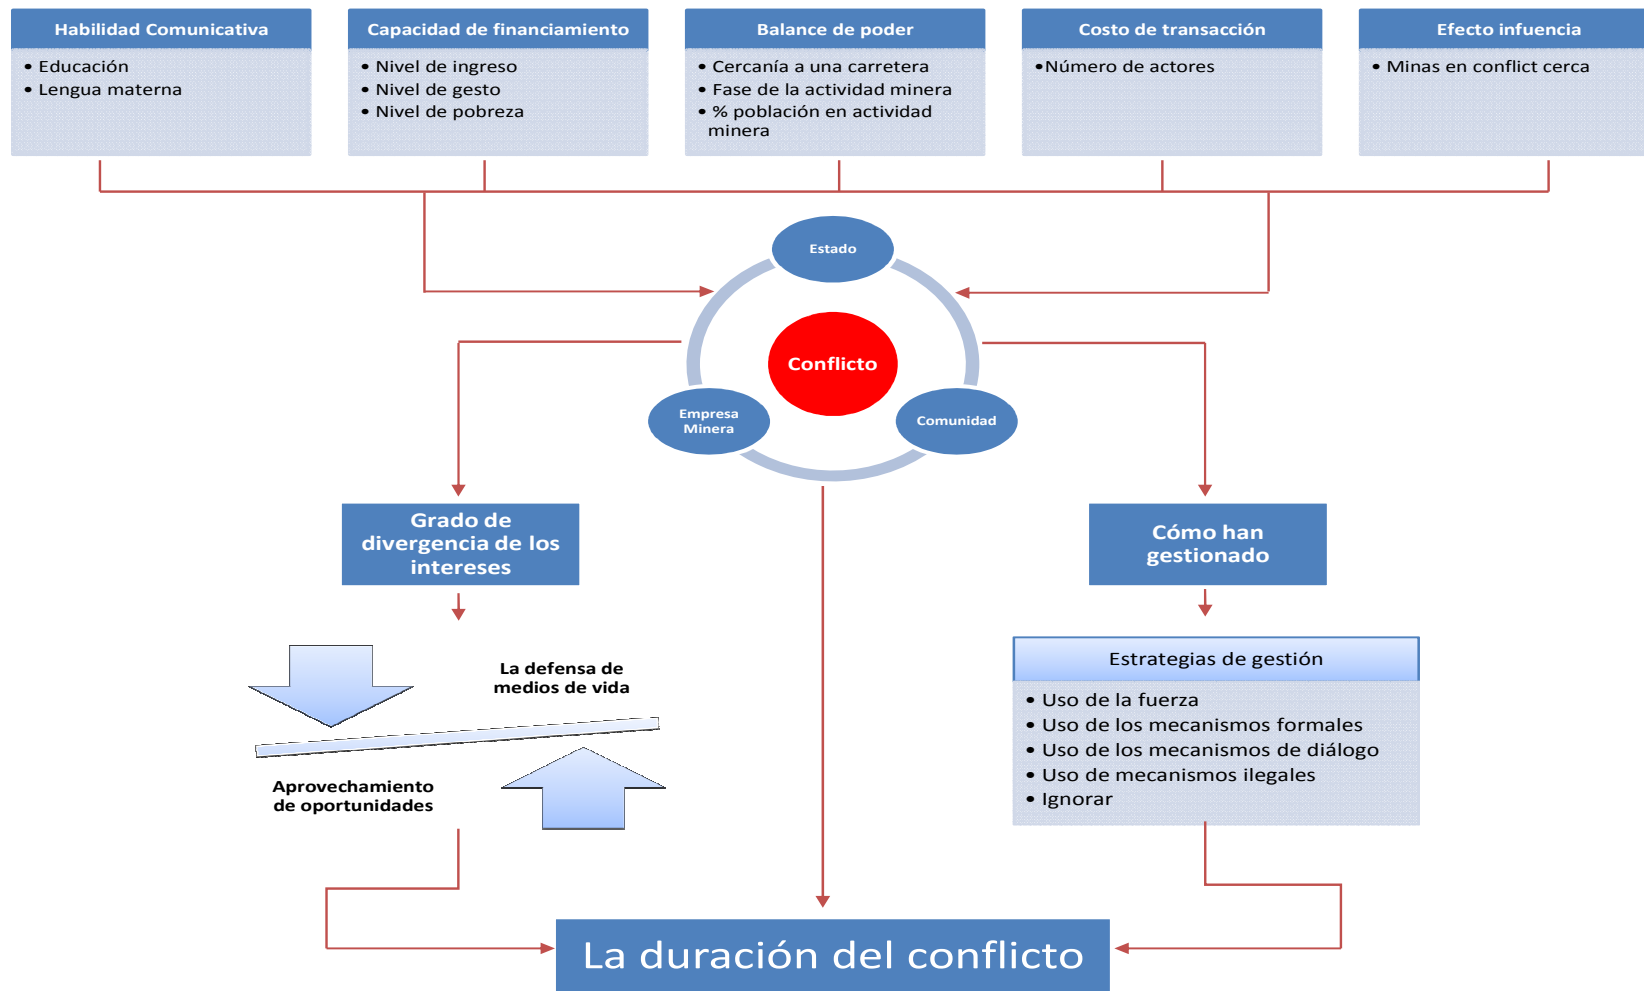 Habilidad Comunicativa
• Educación
• Lengua materna
Capacidad de financiamiento
• Nivel de ingreso
• Nivel de gesto
• Nivel de pobreza
Balance de poder
• Cercanía a una carretera
• Fase de la actividad minera
• % población en actividad
minera
Costo de transacción
•Número de actores
Efecto infuencia
• Minas en conflict cerca
Estado
Conflicto
Empresa
Minera
Comunidad
Grado de
divergencia de los
intereses
Cómo han
gestionado
La defensa de
medios de vida
Aprovechamiento
de oportunidades
Estrategias de gestión
• Uso de la fuerza
• Uso de los mecanismos formales
• Uso de los mecanismos de diálogo
• Uso de mecanismos ilegales
• Ignorar
La duración del conflicto